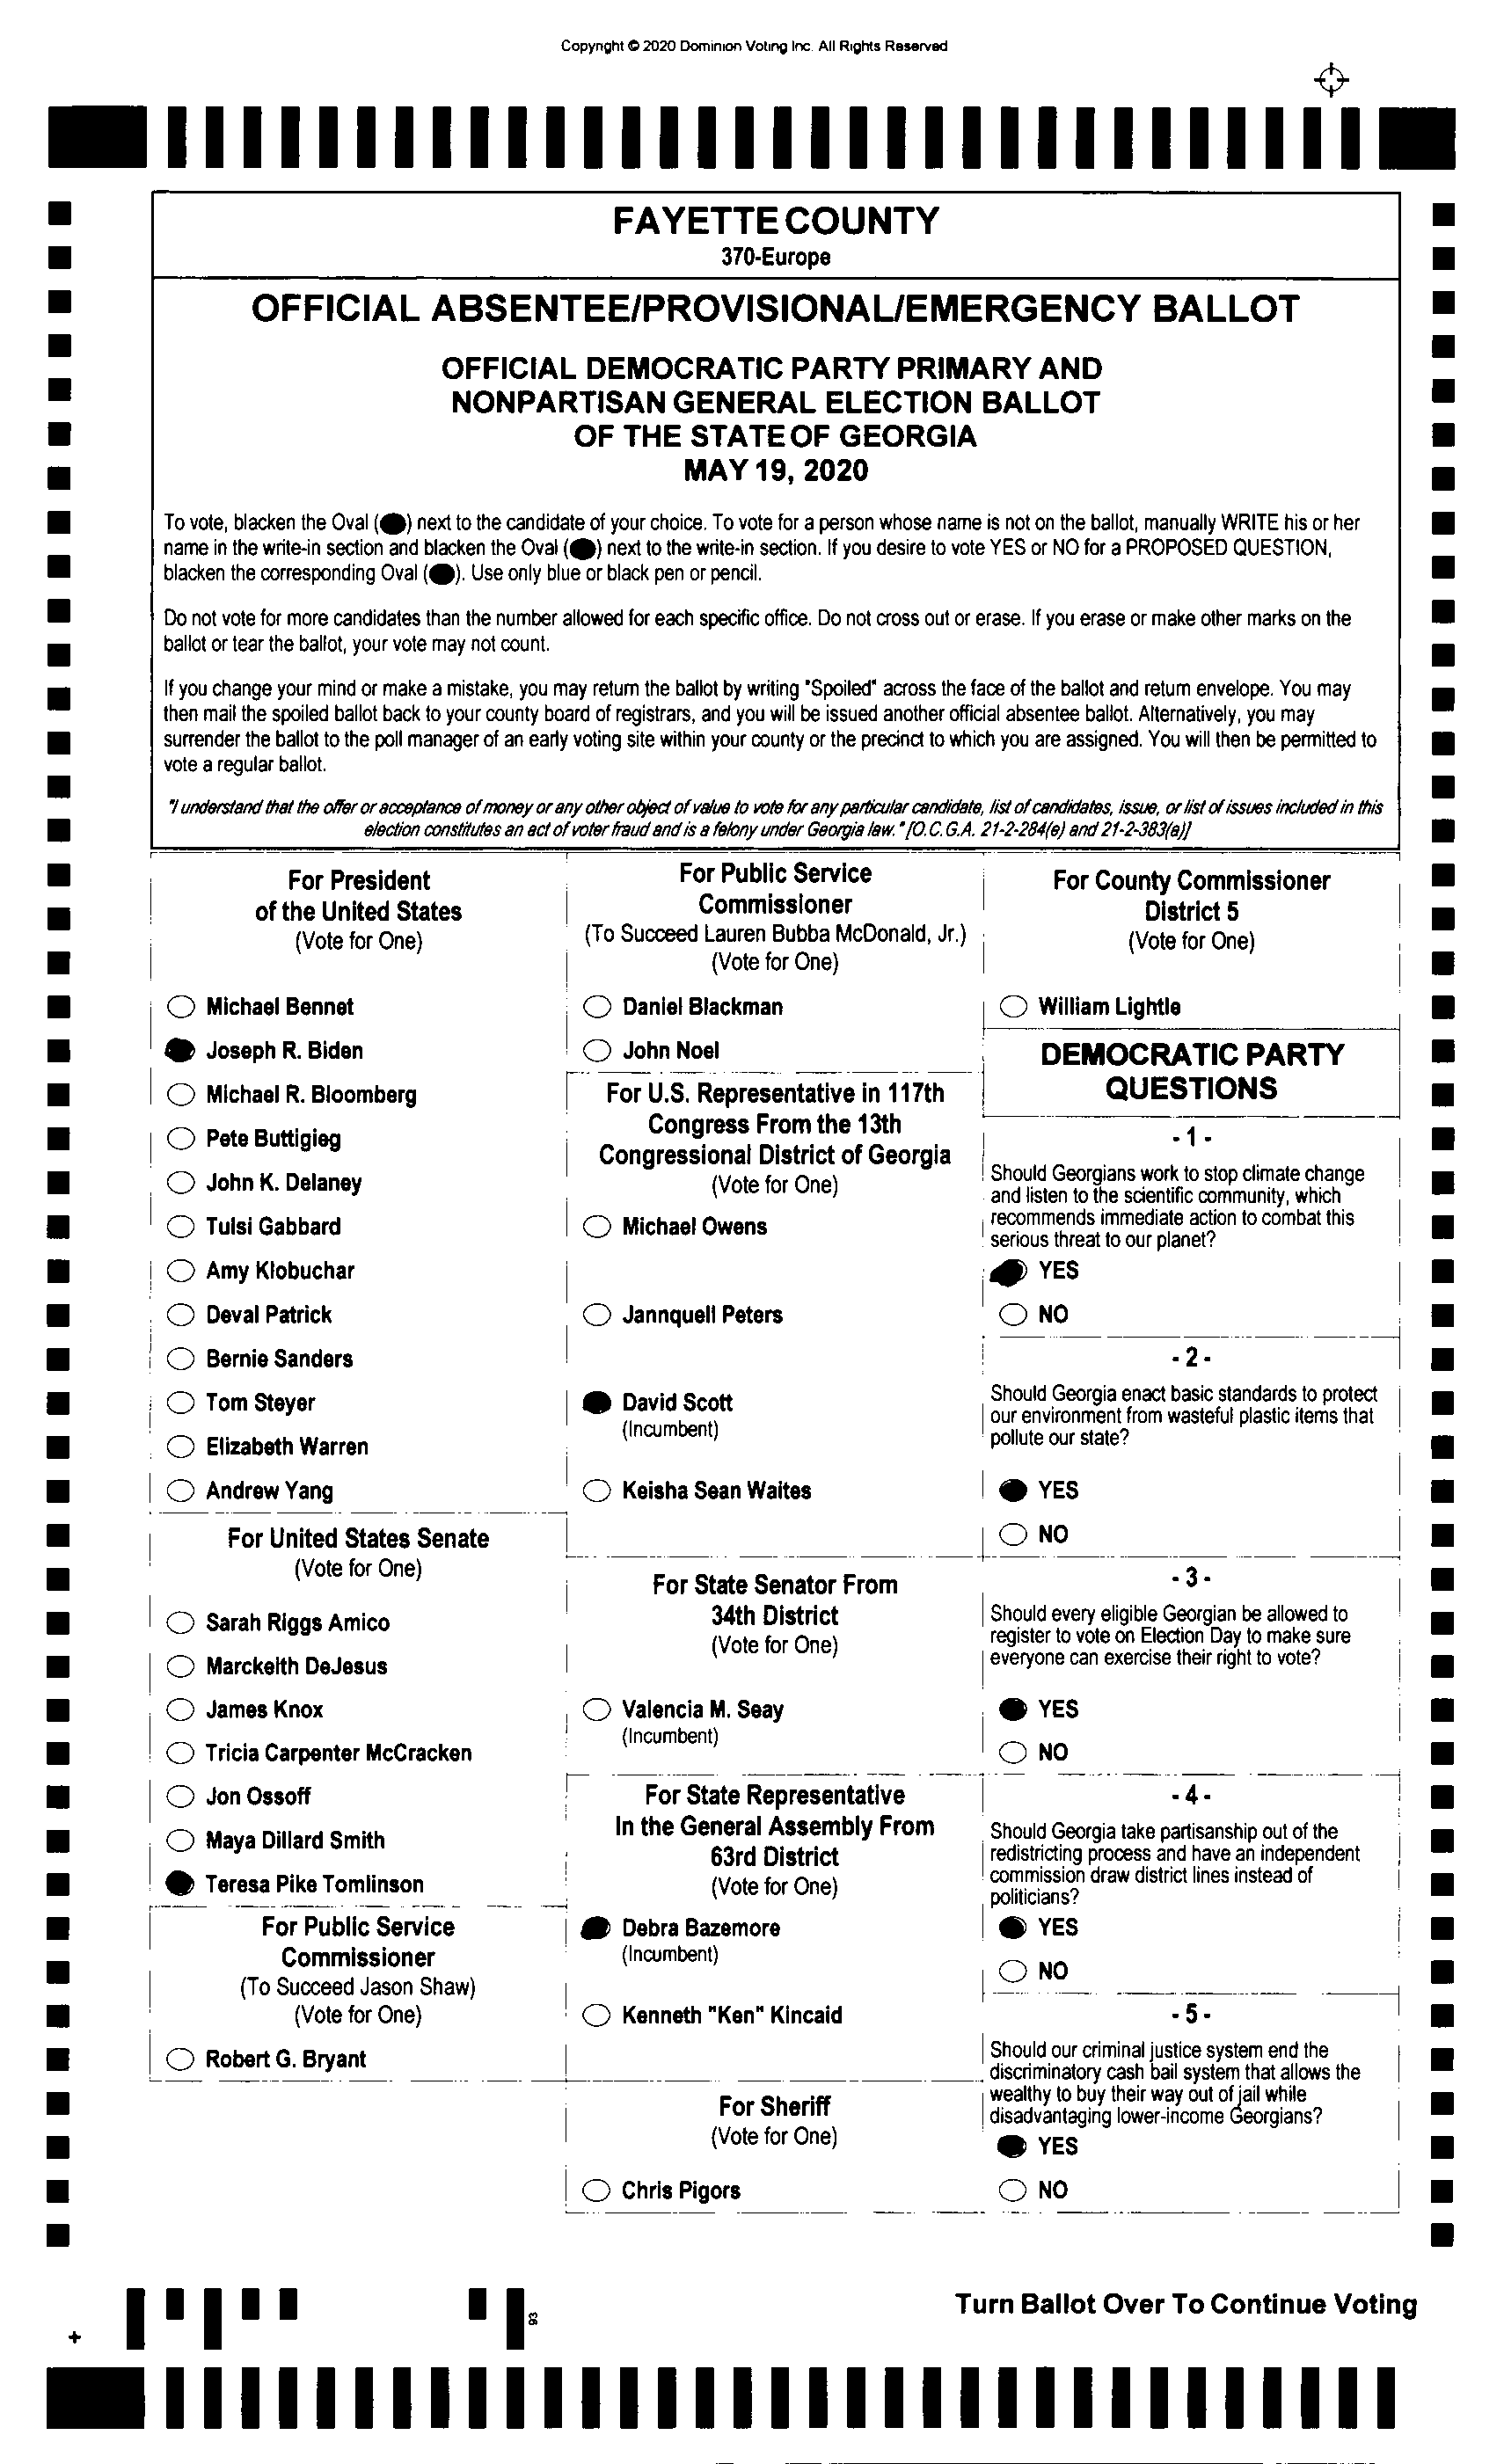 Copyright © 2020 Dominion Voting Inc. All Rights Reserved
FAYETTE COUNTY
370-Europe
OFFICIAL ABSENTEE/PROVISIONAL/EMERGENCY BALLOT
OFFICIAL DEMOCRATIC PARTY PRIMARY AND
NONPARTISAN GENERAL ELECTION BALLOT
OF THE STATE OF GEORGIA
MAY 19, 2020
To vote, blacken the Oval (●) next to the candidate of your choice. To vote for a person whose name is not on the ballot, manually WRITE his or her
name in the write-in section and blacken the Oval (●) next to the write-in section. If you desire to vote YES or NO for a PROPOSED QUESTION,
blacken the corresponding Oval (●). Use only blue or black pen or pencil.
Do not vote for more candidates than the number allowed for each specific office. Do not cross out or erase. If you erase or make other marks on the
ballot or tear the ballot, your vote may not count.
If you change your mind or make a mistake, you may return the ballot by writing "Spoiled" across the face of the ballot and return envelope. You may
then mail the spoiled ballot back to your county board of registrars, and you will be issued another official absentee ballot. Alternatively, you may
surrender the ballot to the poll manager of an early voting site within your county or the precinct to which you are assigned. You will then be permitted to
vote a regular ballot.
"I understand that the offer or acceptance of money or any other object of value to vote for any particular candidate, list of candidates, issue, or list of issues included in this
election constitutes an act of voter fraud and is a felony under Georgia law." [O.C.G.A. 21-2-284(e) and 21-2-383(a)]
For President
of the United States
(Vote for One)
Michael Bennet
Joseph R. Biden
Michael R. Bloomberg
Pete Buttigieg
John K. Delaney
Tulsi Gabbard
Amy Klobuchar
Deval Patrick
Bernie Sanders
Tom Steyer
Elizabeth Warren
Andrew Yang
For United States Senate
(Vote for One)
Sarah Riggs Amico
Marckeith DeJesus
James Knox
Tricia Carpenter McCracken
Jon Ossoff
Maya Dillard Smith
Teresa Pike Tomlinson
For Public Service
Commissioner
(To Succeed Jason Shaw)
(Vote for One)
Robert G. Bryant
For Public Service
Commissioner
(To Succeed Lauren Bubba McDonald, Jr.)
(Vote for One)
Daniel Blackman
John Noel
For U.S. Representative in 117th
Congress From the 13th
Congressional District of Georgia
(Vote for One)
Michael Owens
Jannquell Peters
David Scott
(Incumbent)
Keisha Sean Waites
For State Senator From
34th District
(Vote for One)
Valencia M. Seay
(Incumbent)
For State Representative
In the General Assembly From
63rd District
(Vote for One)
Debra Bazemore
(Incumbent)
Kenneth "Ken" Kincaid
For Sheriff
(Vote for One)
Chris Pigors
For County Commissioner
District 5
(Vote for One)
William Lightle
DEMOCRATIC PARTY
QUESTIONS
- 1 -
Should Georgians work to stop climate change
and listen to the scientific community, which
recommends immediate action to combat this
serious threat to our planet?
YES
NO
- 2 -
Should Georgia enact basic standards to protect
our environment from wasteful plastic items that
pollute our state?
YES
NO
- 3 -
Should every eligible Georgian be allowed to
register to vote on Election Day to make sure
everyone can exercise their right to vote?
YES
NO
- 4 -
Should Georgia take partisanship out of the
redistricting process and have an independent
commission draw district lines instead of
politicians?
YES
NO
- 5 -
Should our criminal justice system end the
discriminatory cash bail system that allows the
wealthy to buy their way out of jail while
disadvantaging lower-income Georgians?
YES
NO
93
Turn Ballot Over To Continue Voting